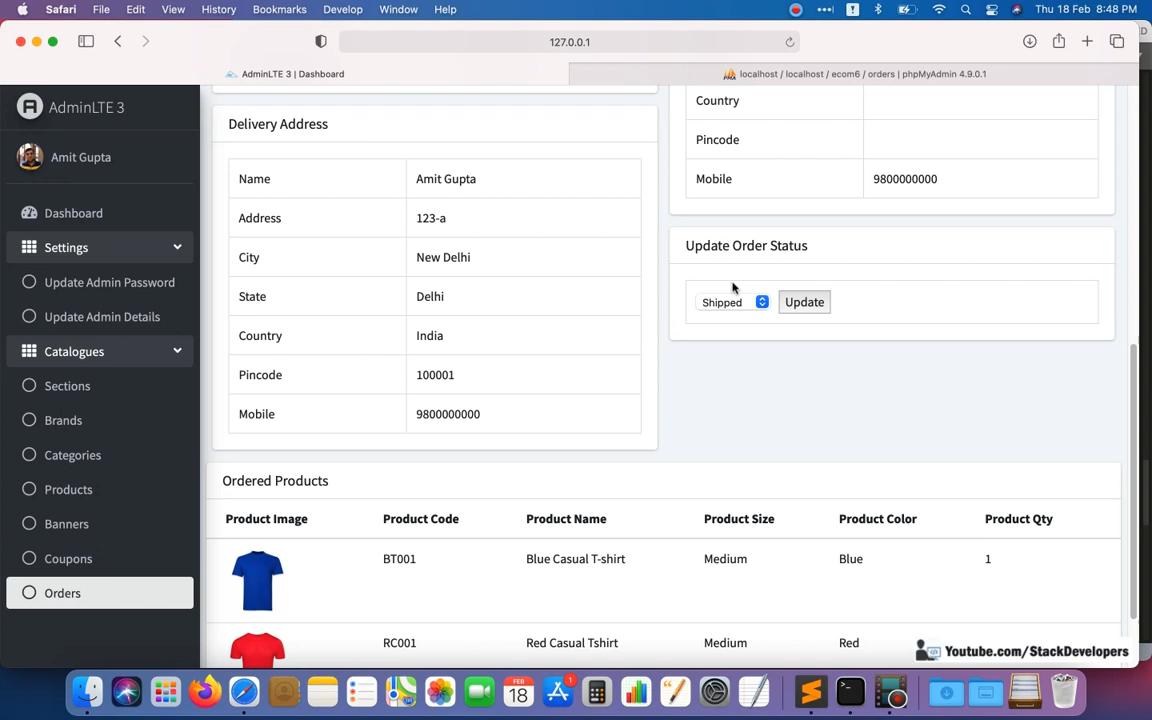 Safari File Edit View History Bookmarks Develop Window Help Thu 18 Feb 8:48 PM
127.0.0.1
AdminLTE 3 | Dashboard
localhost / localhost / ecom6 / orders | phpMyAdmin 4.9.0.1
AdminLTE 3
Amit Gupta
Dashboard
Settings
Update Admin Password
Update Admin Details
Catalogues
Sections
Brands
Categories
Products
Banners
Coupons
Orders
Delivery Address
Name Amit Gupta
Address 123-a
City New Delhi
State Delhi
Country India
Pincode 100001
Mobile 9800000000
Country
Pincode
Mobile 9800000000
Update Order Status
Shipped Update
Ordered Products
Product Image Product Code Product Name Product Size Product Color Product Qty
BT001 Blue Casual T-shirt Medium Blue 1
RC001 Red Casual Tshirt Medium Red
Youtube.com/StackDevelopers
FEB
18
1